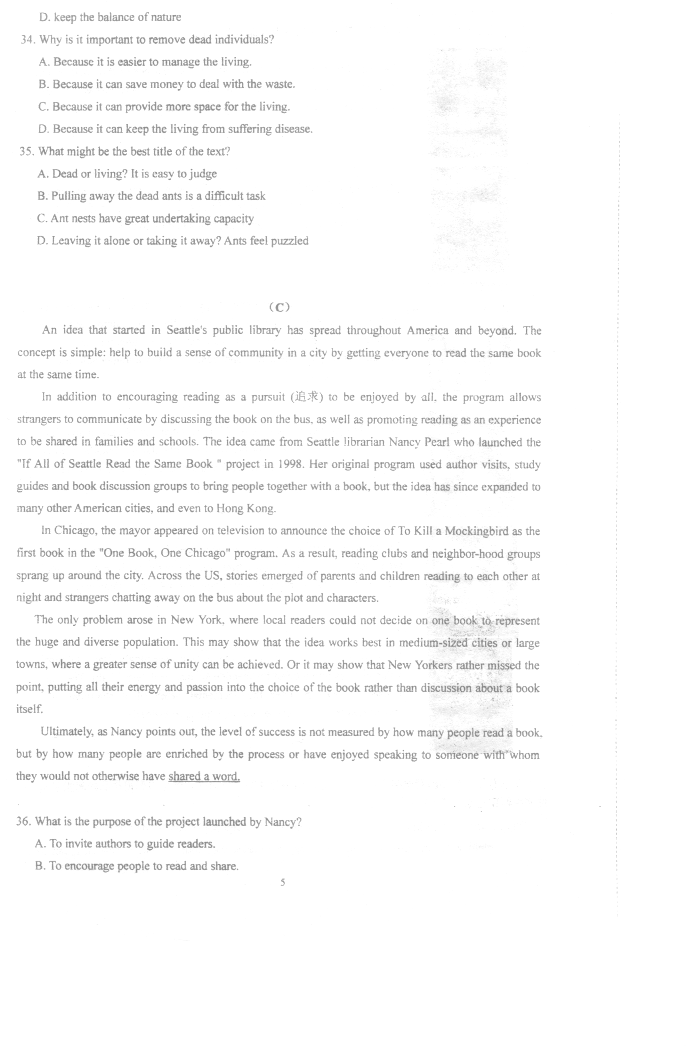 D. keep the balance of nature
34. Why is it important to remove dead individuals?
A. Because it is easier to manage the living.
B. Because it can save money to deal with the waste.
C. Because it can provide more space for the living.
D. Because it can keep the living from suffering disease.
35. What might be the best title of the text?
A. Dead or living? It is easy to judge
B. Pulling away the dead ants is a difficult task
C. Ant nests have great undertaking capacity
D. Leaving it alone or taking it away? Ants feel puzzled
(C)
An idea that started in Seattle's public library has spread throughout America and beyond. The
concept is simple: help to build a sense of community in a city by getting everyone to read the same book
at the same time.
In addition to encouraging reading as a pursuit (追求) to be enjoyed by all, the program allows
strangers to communicate by discussing the book on the bus, as well as promoting reading as an experience
to be shared in families and schools. The idea came from Seattle librarian Nancy Pearl who launched the
"If All of Seattle Read the Same Book " project in 1998. Her original program used author visits, study
guides and book discussion groups to bring people together with a book, but the idea has since expanded to
many other American cities, and even to Hong Kong.
In Chicago, the mayor appeared on television to announce the choice of To Kill a Mockingbird as the
first book in the "One Book, One Chicago" program. As a result, reading clubs and neighbor-hood groups
sprang up around the city. Across the US, stories emerged of parents and children reading to each other at
night and strangers chatting away on the bus about the plot and characters.
The only problem arose in New York, where local readers could not decide on one book to represent
the huge and diverse population. This may show that the idea works best in medium-sized cities or large
towns, where a greater sense of unity can be achieved. Or it may show that New Yorkers rather missed the
point, putting all their energy and passion into the choice of the book rather than discussion about a book
itself.
Ultimately, as Nancy points out, the level of success is not measured by how many people read a book,
but by how many people are enriched by the process or have enjoyed speaking to someone with whom
they would not otherwise have shared a word.
36. What is the purpose of the project launched by Nancy?
A. To invite authors to guide readers.
B. To encourage people to read and share.
5